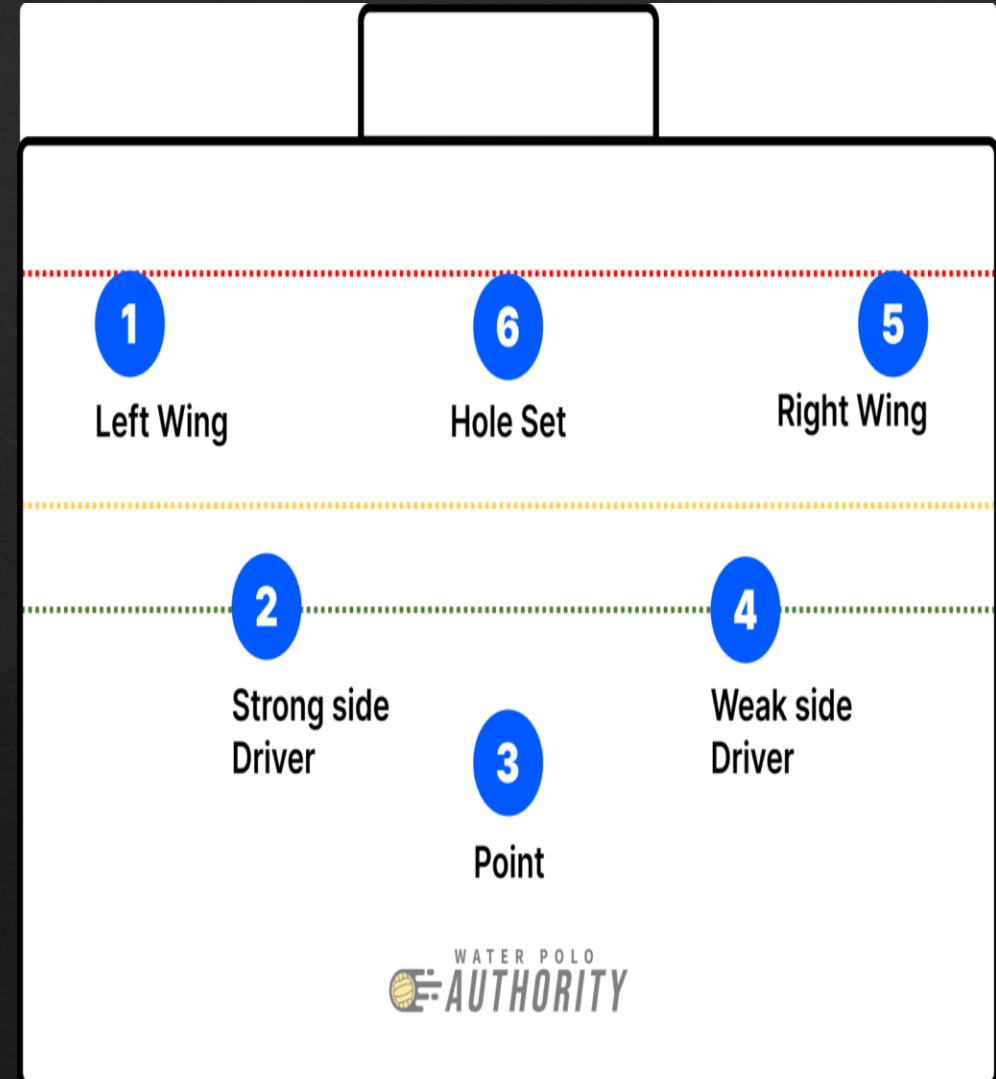 1
6
5
Left Wing
Hole Set
Right Wing
2
4
Strong side
Driver
Weak side
Driver
3
Point
WATER POLO
AUTHORITY